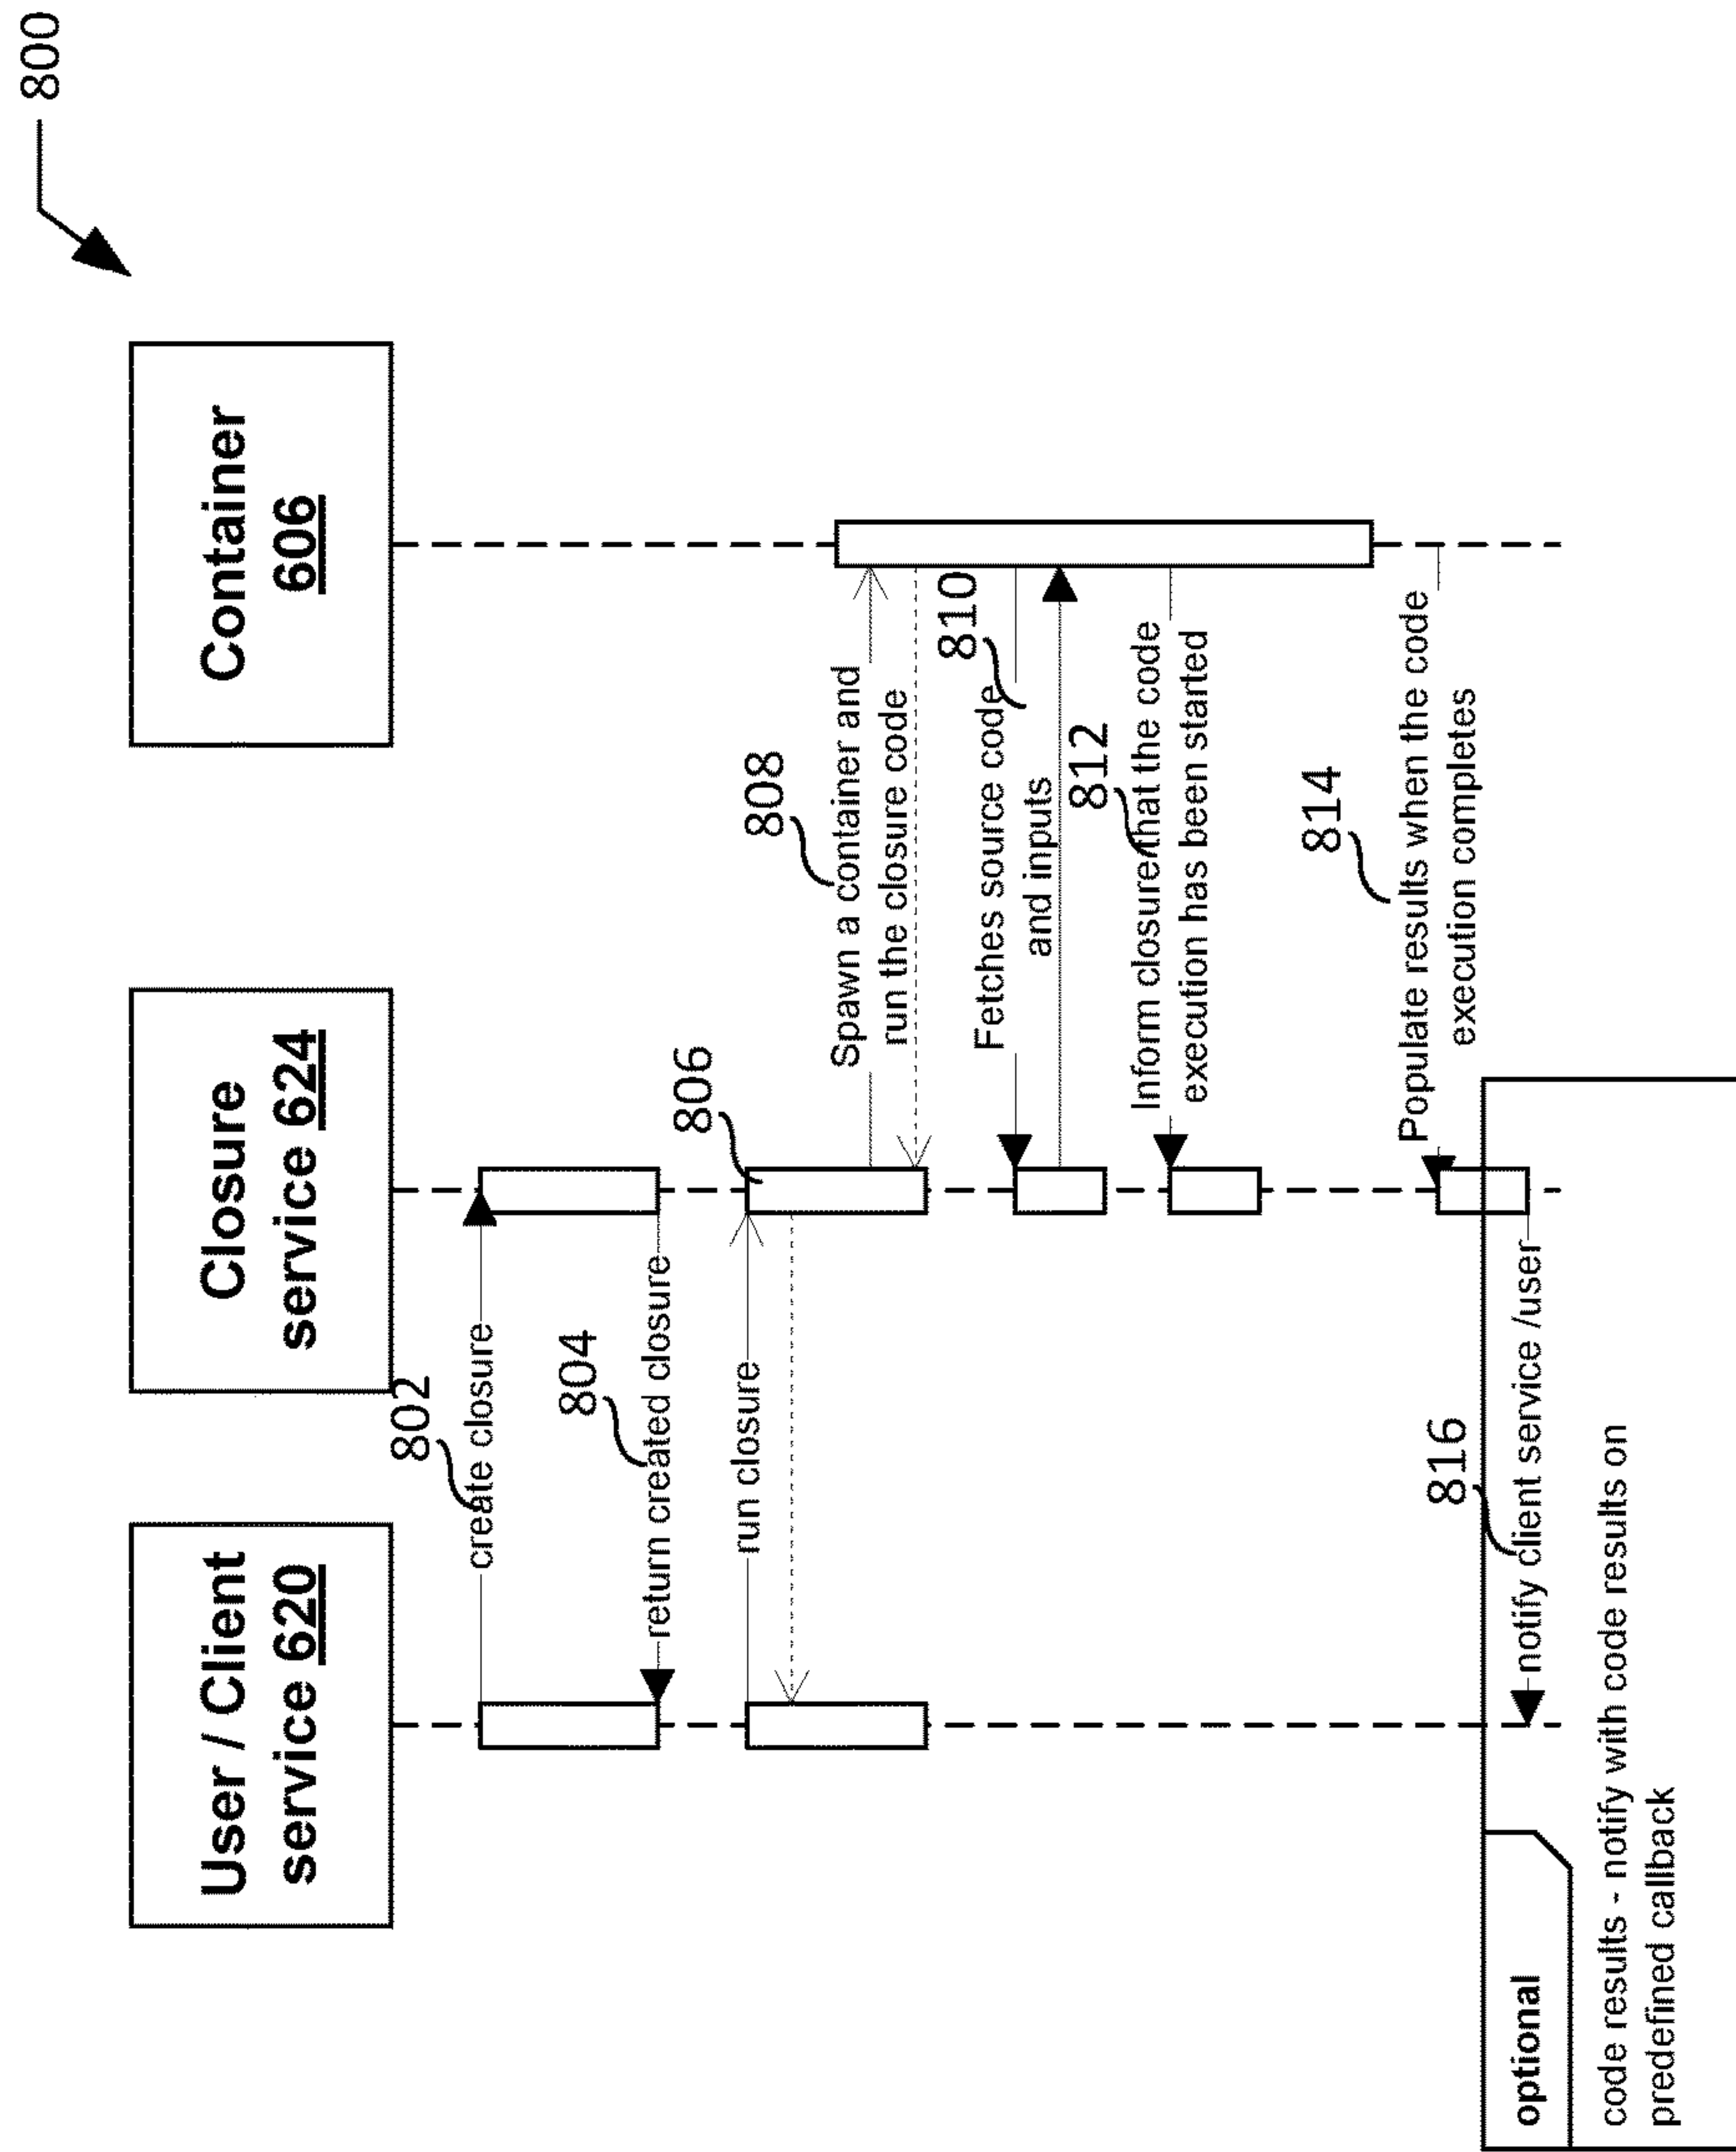 800
User / Client
service 620
Closure
service 624
Container
606
802
create closure
804
return created closure
806
run closure
808
Spawn a container and
run the closure code
810
Fetches source code
and inputs
812
Inform closure that the code
execution has been started
814
Populate results when the code
execution completes
816
notify client service /user
optional
code results - notify with code results on
predefined callback